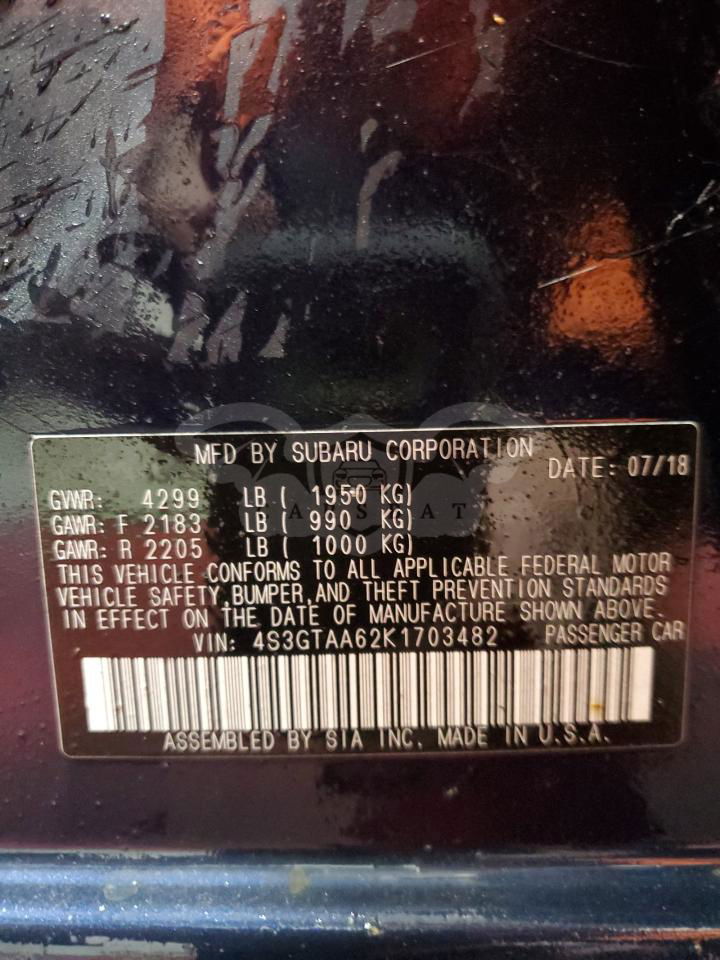 MFD BY SUBARU CORPORATION DATE: 07/18
GVWR: 4299 LB ( 1950 KG)
GAWR: F 2183 LB ( 990 KG)
GAWR: R 2205 LB ( 1000 KG)
THIS VEHICLE CONFORMS TO ALL APPLICABLE FEDERAL MOTOR
VEHICLE SAFETY, BUMPER, AND THEFT PREVENTION STANDARDS
IN EFFECT ON THE DATE OF MANUFACTURE SHOWN ABOVE.
VIN: 4S3GTAA62K1703482 PASSENGER CAR
ASSEMBLED BY SIA INC. MADE IN U.S.A.